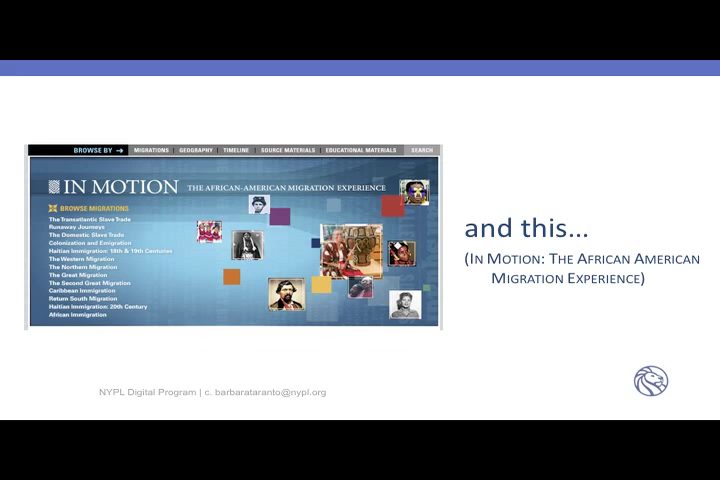 BROWSE BY → MIGRATIONS | GEOGRAPHY | TIMELINE | SOURCE MATERIALS | EDUCATIONAL MATERIALS SEARCH
IN MOTION THE AFRICAN-AMERICAN MIGRATION EXPERIENCE
BROWSE MIGRATIONS
The Transatlantic Slave Trade
Runaway Journeys
The Domestic Slave Trade
Colonization and Emigration
Haitian Immigration: 18th & 19th Centuries
The Western Migration
The Northern Migration
The Great Migration
The Second Great Migration
Caribbean Immigration
Return South Migration
Haitian Immigration: 20th Century
African Immigration
and this...
(IN MOTION: THE AFRICAN AMERICAN
MIGRATION EXPERIENCE)
NYPL Digital Program | c. barbarataranto@nypl.org